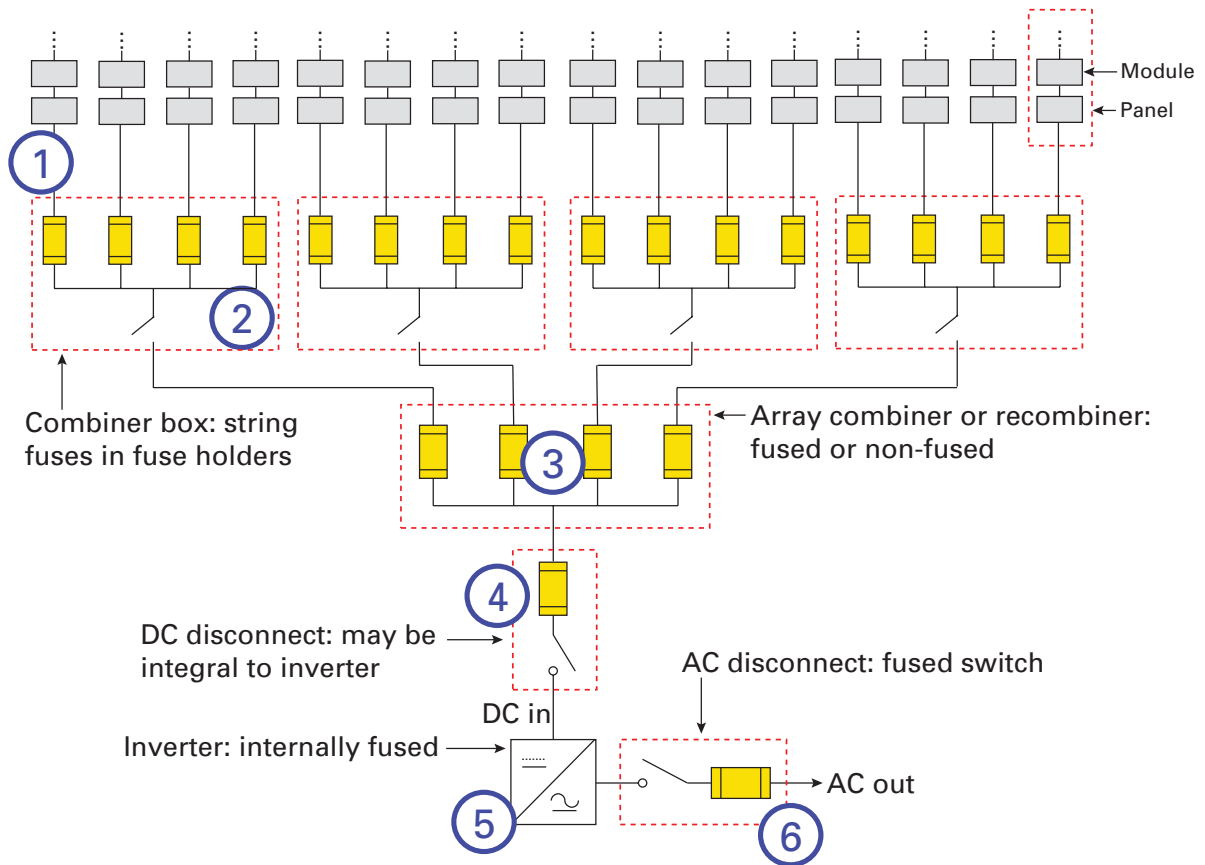 Module
Panel
1
2
Combiner box: string
fuses in fuse holders
Array combiner or recombiner:
fused or non-fused
3
4
DC disconnect: may be
integral to inverter
AC disconnect: fused switch
DC in
Inverter: internally fused
AC out
5
6